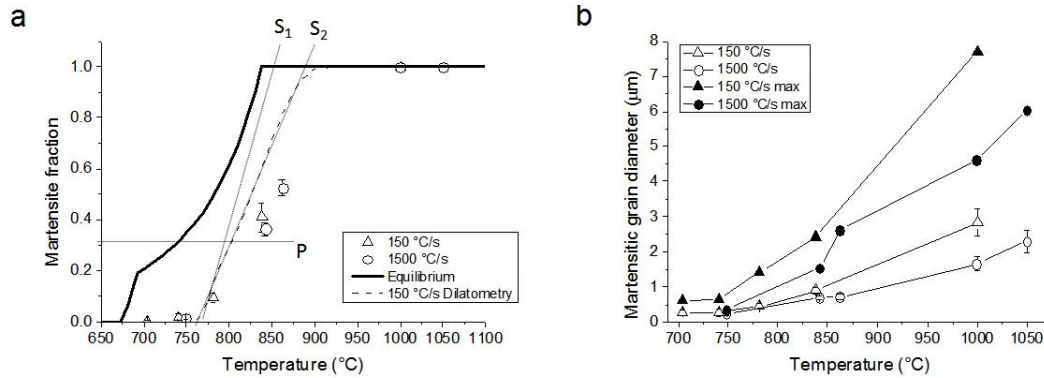 a
S1
S2
Martensite fraction
1.0
0.8
0.6
0.4
0.2
0.0
P
150 °C/s
1500 °C/s
Equilibrium
150 °C/s Dilatometry
650 700 750 800 850 900 950 1000 1050 1100
Temperature (°C)
b
Martensitic grain diameter (μm)
8
7
6
5
4
3
2
1
0
150 °C/s
1500 °C/s
150 °C/s max
1500 °C/s max
700 750 800 850 900 950 1000 1050
Temperature (°C)